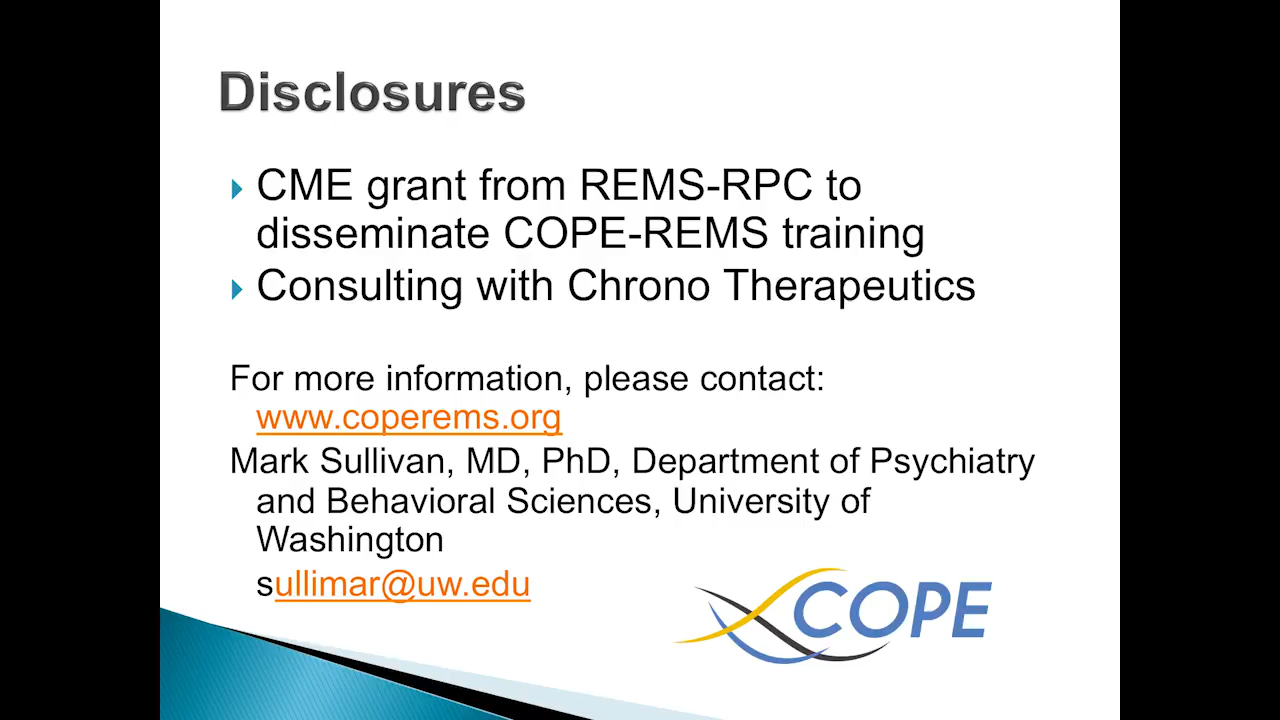 Disclosures
CME grant from REMS-RPC to
disseminate COPE-REMS training
Consulting with Chrono Therapeutics
For more information, please contact:
www.coperems.org
Mark Sullivan, MD, PhD, Department of Psychiatry
and Behavioral Sciences, University of
Washington
sullimar@uw.edu
COPE